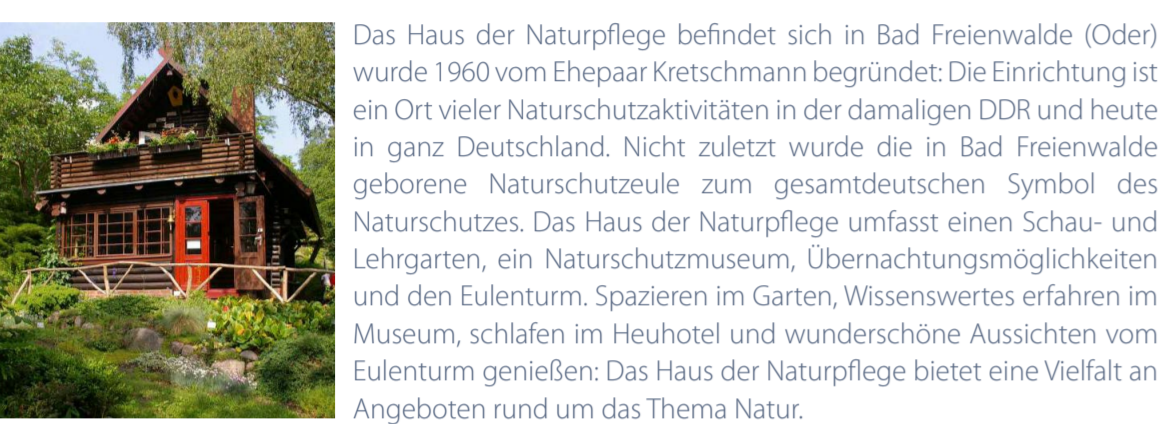 Das Haus der Naturpflege befindet sich in Bad Freienwalde (Oder)
wurde 1960 vom Ehepaar Kretschmann begründet: Die Einrichtung ist
ein Ort vieler Naturschutzaktivitäten in der damaligen DDR und heute
in ganz Deutschland. Nicht zuletzt wurde die in Bad Freienwalde
geborene Naturschutzeule zum gesamtdeutschen Symbol des
Naturschutzes. Das Haus der Naturpflege umfasst einen Schau- und
Lehrgarten, ein Naturschutzmuseum, Übernachtungsmöglichkeiten
und den Eulenturm. Spazieren im Garten, Wissenswertes erfahren im
Museum, schlafen im Heuhotel und wunderschöne Aussichten vom
Eulenturm genießen: Das Haus der Naturpflege bietet eine Vielfalt an
Angeboten rund um das Thema Natur.